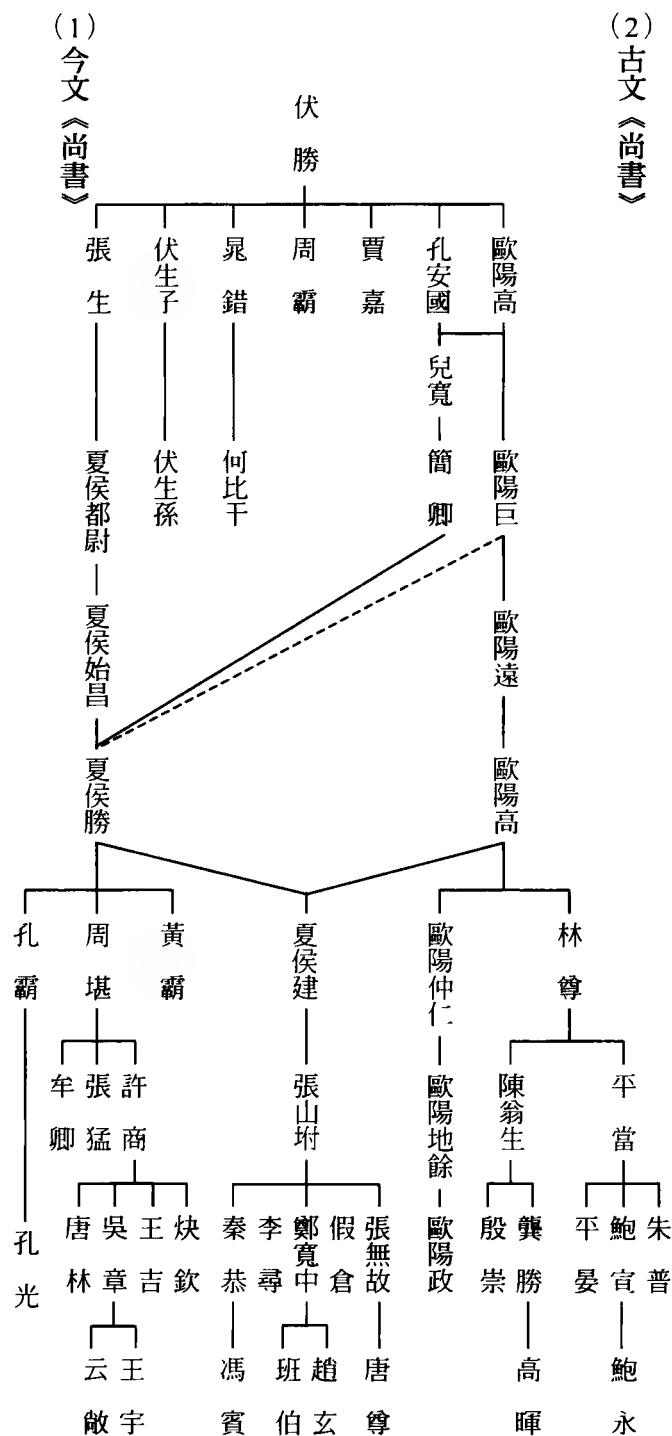 (1)今文《尚書》
(2)古文《尚書》
伏勝
張生
伏生子
晁錯
周霸
賈嘉
孔安國
歐陽高
兒寬
夏侯都尉
伏生孫
何比干
簡卿
歐陽巨
夏侯始昌
歐陽遠
夏侯勝
歐陽高
孔霸
周堪
黃霸
夏侯建
歐陽仲仁
林尊
牟卿
張猛
許商
張山坿
歐陽地餘
陳翁生
平當
孔光
唐林
吳章
王吉
炔欽
秦恭
李尋
鄭寬中
假倉
張無故
歐陽政
殷崇
龔勝
平晏
鮑宣
朱普
云敞
王宇
馮賓
班伯
趙玄
唐尊
高暉
鮑永